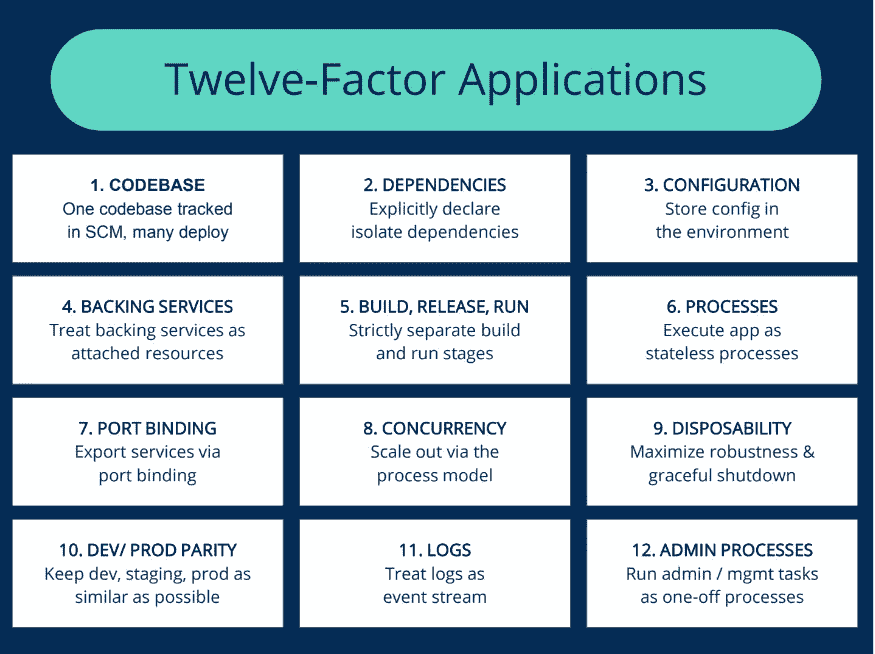 Twelve-Factor Applications
1. CODEBASE
One codebase tracked
in SCM, many deploy
2. DEPENDENCIES
Explicitly declare
isolate dependencies
3. CONFIGURATION
Store config in
the environment
4. BACKING SERVICES
Treat backing services as
attached resources
5. BUILD, RELEASE, RUN
Strictly separate build
and run stages
6. PROCESSES
Execute app as
stateless processes
7. PORT BINDING
Export services via
port binding
8. CONCURRENCY
Scale out via the
process model
9. DISPOSABILITY
Maximize robustness &
graceful shutdown
10. DEV/ PROD PARITY
Keep dev, staging, prod as
similar as possible
11. LOGS
Treat logs as
event stream
12. ADMIN PROCESSES
Run admin / mgmt tasks
as one-off processes